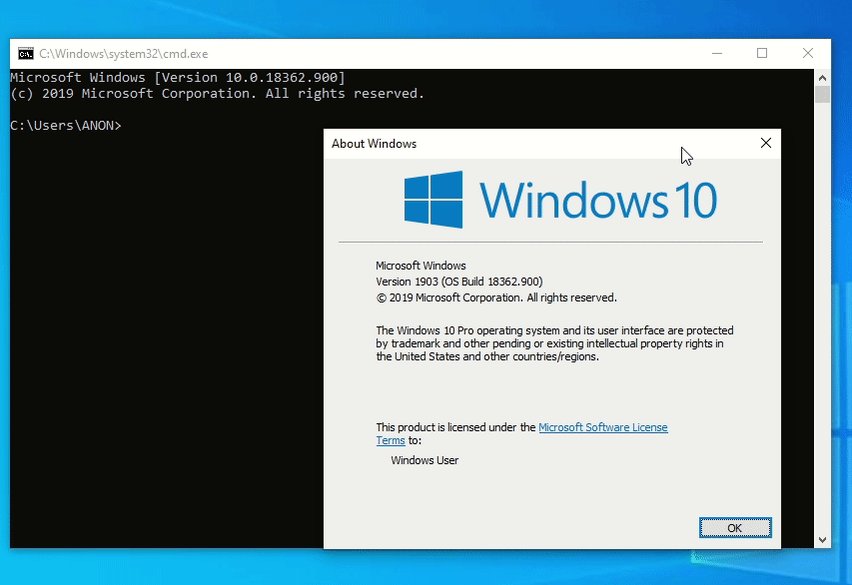 C:\Windows\system32\cmd.exe
Microsoft Windows [Version 10.0.18362.900]
(c) 2019 Microsoft Corporation. All rights reserved.
C:\Users\ANON>
About Windows
Windows 10
Microsoft Windows
Version 1903 (OS Build 18362.900)
© 2019 Microsoft Corporation. All rights reserved.
The Windows 10 Pro operating system and its user interface are protected
by trademark and other pending or existing intellectual property rights in
the United States and other countries/regions.
This product is licensed under the Microsoft Software License
Terms to:
Windows User
OK